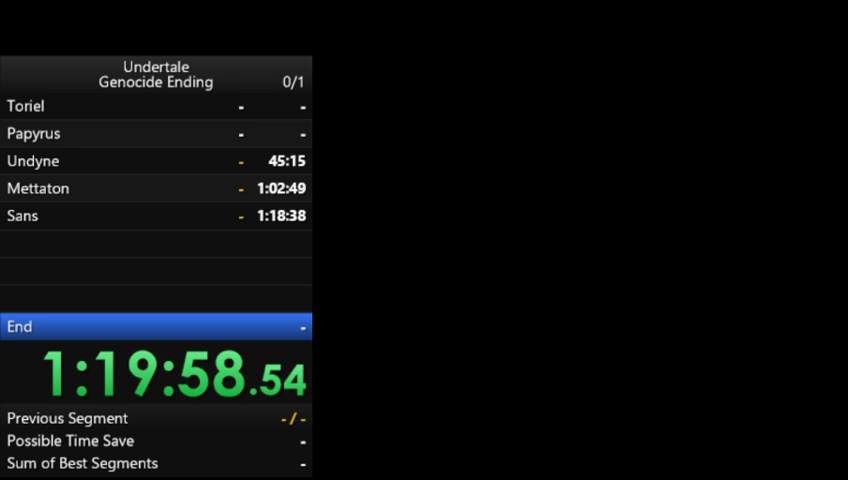 Undertale
Genocide Ending 0/1
Toriel - -
Papyrus - -
Undyne - 45:15
Mettaton - 1:02:49
Sans - 1:18:38
End -
1:19:58.54
Previous Segment - / -
Possible Time Save -
Sum of Best Segments -